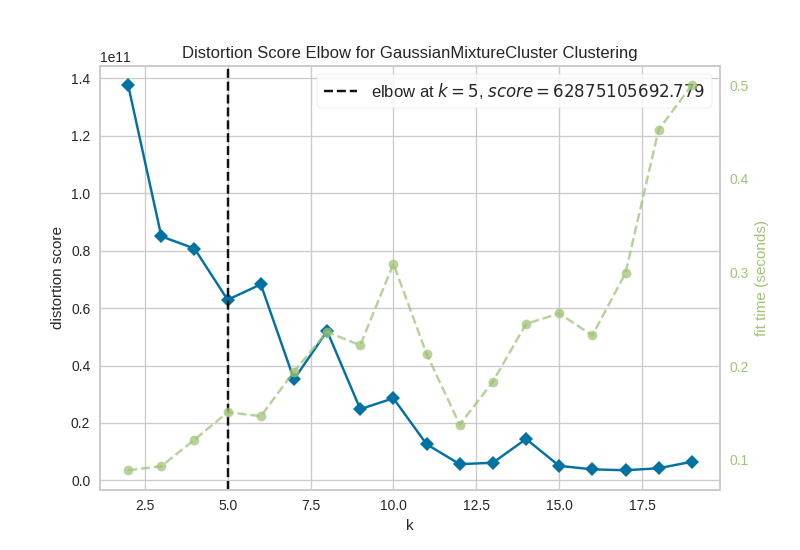 Distortion Score Elbow for GaussianMixtureCluster Clustering
1e11
elbow at k = 5, score = 62875105692.779
1.4
1.2
1.0
0.8
0.6
0.4
0.2
0.0
distortion score
0.5
0.4
0.3
0.2
0.1
fit time (seconds)
2.5 5.0 7.5 10.0 12.5 15.0 17.5
k